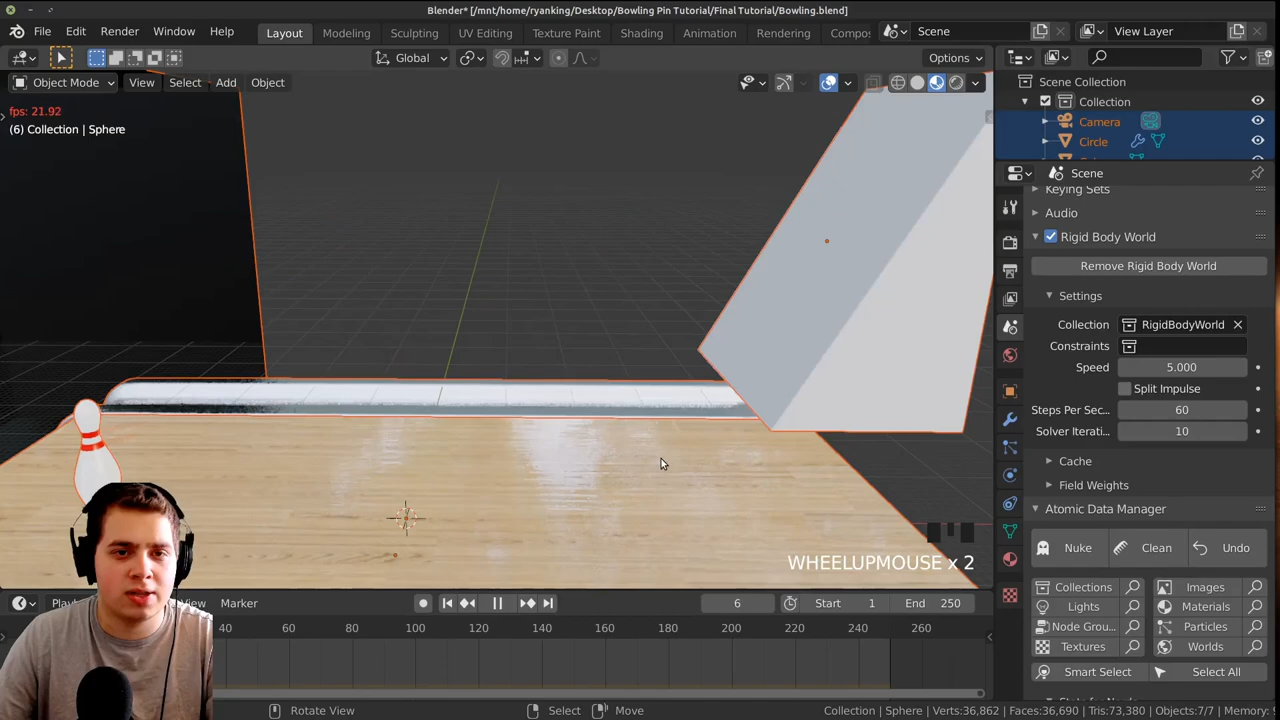 Blender* [/mnt/home/ryanking/Desktop/Bowling Pin Tutorial/Final Tutorial/Bowling.blend]
File Edit Render Window Help Layout Modeling Sculpting UV Editing Texture Paint Shading Animation Rendering Compos Scene View Layer
Global Options
Object Mode View Select Add Object
Scene Collection
fps: 21.92
Collection
(6) Collection | Sphere
Camera
Circle
Scene
Keying Sets
Audio
Rigid Body World
Remove Rigid Body World
Settings
Collection RigidBodyWorld
Constraints
Speed 5.000
Split Impulse
Steps Per Sec... 60
Solver Iterati... 10
Cache
Field Weights
Atomic Data Manager
Nuke Clean Undo
WHEELUPMOUSE x 2
Collections Images
Lights Materials
Node Grou... Particles
Textures Worlds
Smart Select Select All
View Marker 6 Start 1 End 250
40 60 80 100 120 140 160 180 200 220 240 260
Rotate View Select Move Collection | Sphere | Verts:36,862 | Faces:36,690 | Tris:73,380 | Objects:7/7 | Memory: